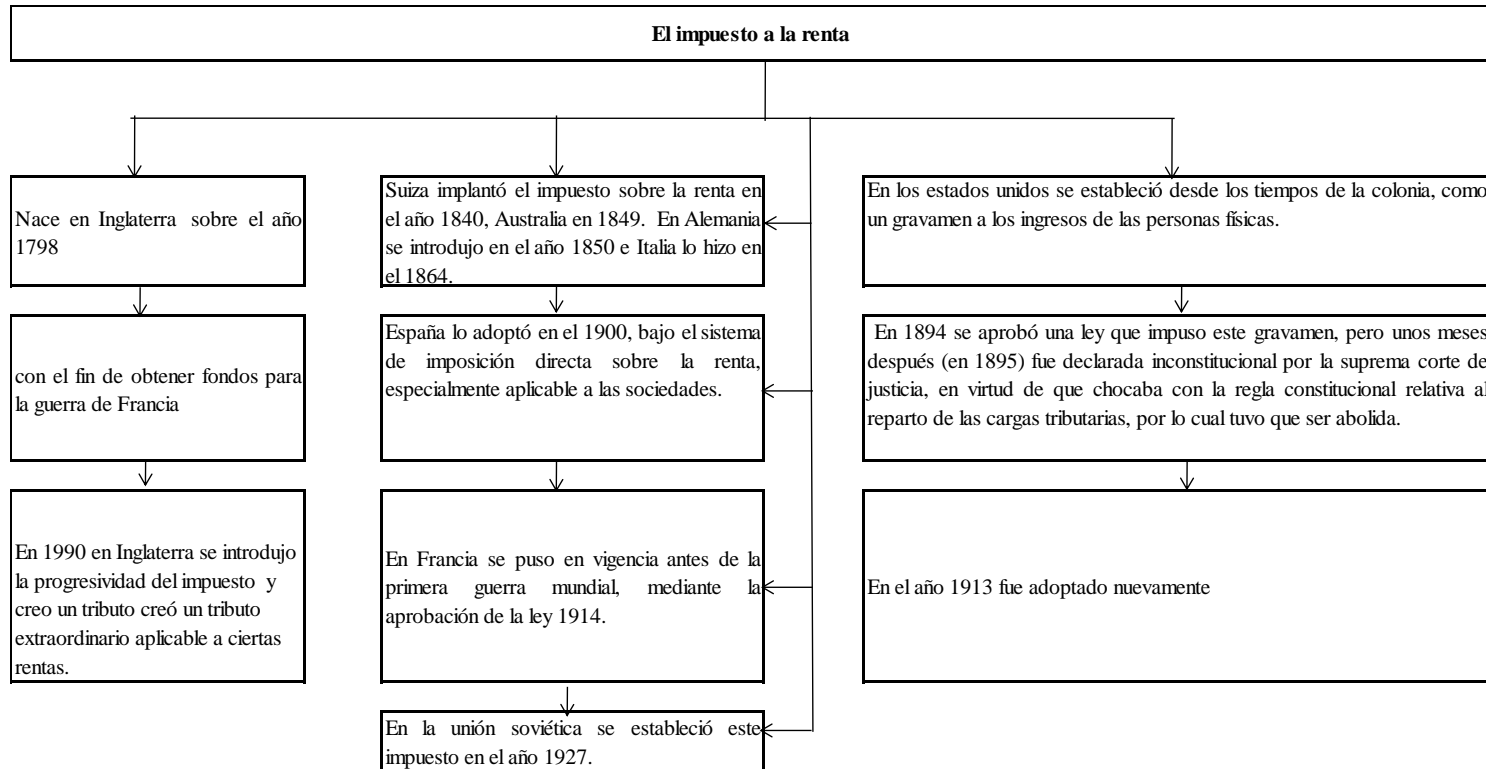 El impuesto a la renta
Nace en Inglaterra sobre el año
1798
con el fin de obtener fondos para
la guerra de Francia
En 1990 en Inglaterra se introdujo
la progresividad del impuesto y
creo un tributo creó un tributo
extraordinario aplicable a ciertas
rentas.
Suiza implantó el impuesto sobre la renta en
el año 1840, Australia en 1849. En Alemania
se introdujo en el año 1850 e Italia lo hizo en
el 1864.
España lo adoptó en el 1900, bajo el sistema
de imposición directa sobre la renta,
especialmente aplicable a las sociedades.
En Francia se puso en vigencia antes de la
primera guerra mundial, mediante la
aprobación de la ley 1914.
En la unión soviética se estableció este
impuesto en el año 1927.
En los estados unidos se estableció desde los tiempos de la colonia, como
un gravamen a los ingresos de las personas físicas.
En 1894 se aprobó una ley que impuso este gravamen, pero unos meses
después (en 1895) fue declarada inconstitucional por la suprema corte de
justicia, en virtud de que chocaba con la regla constitucional relativa al
reparto de las cargas tributarias, por lo cual tuvo que ser abolida.
En el año 1913 fue adoptado nuevamente